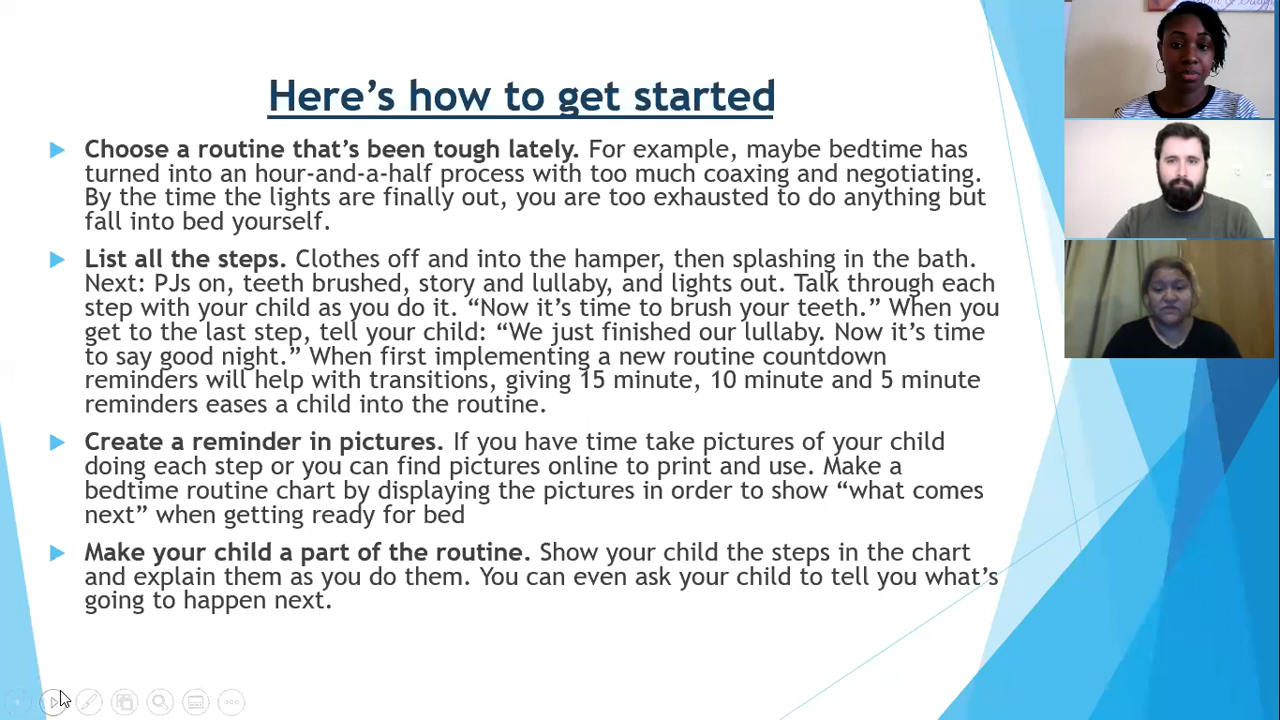 Here’s how to get started
Choose a routine that’s been tough lately. For example, maybe bedtime has
turned into an hour-and-a-half process with too much coaxing and negotiating.
By the time the lights are finally out, you are too exhausted to do anything but
fall into bed yourself.
List all the steps. Clothes off and into the hamper, then splashing in the bath.
Next: PJs on, teeth brushed, story and lullaby, and lights out. Talk through each
step with your child as you do it. “Now it’s time to brush your teeth.” When you
get to the last step, tell your child: “We just finished our lullaby. Now it’s time
to say good night.” When first implementing a new routine countdown
reminders will help with transitions, giving 15 minute, 10 minute and 5 minute
reminders eases a child into the routine.
Create a reminder in pictures. If you have time take pictures of your child
doing each step or you can find pictures online to print and use. Make a
bedtime routine chart by displaying the pictures in order to show “what comes
next” when getting ready for bed
Make your child a part of the routine. Show your child the steps in the chart
and explain them as you do them. You can even ask your child to tell you what’s
going to happen next.